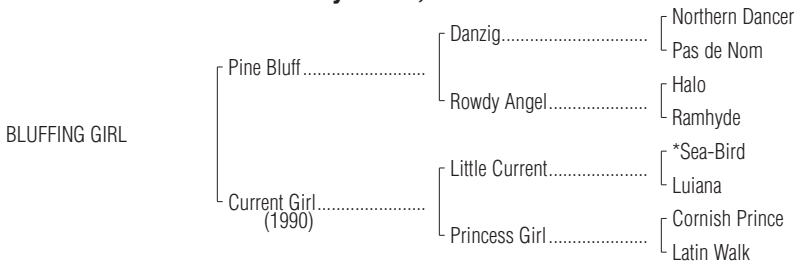 Northern Dancer
Danzig
Pas de Nom
Pine Bluff
Halo
Rowdy Angel
Ramhyde
BLUFFING GIRL
*Sea-Bird
Little Current
Luiana
Current Girl
(1990)
Cornish Prince
Princess Girl
Latin Walk